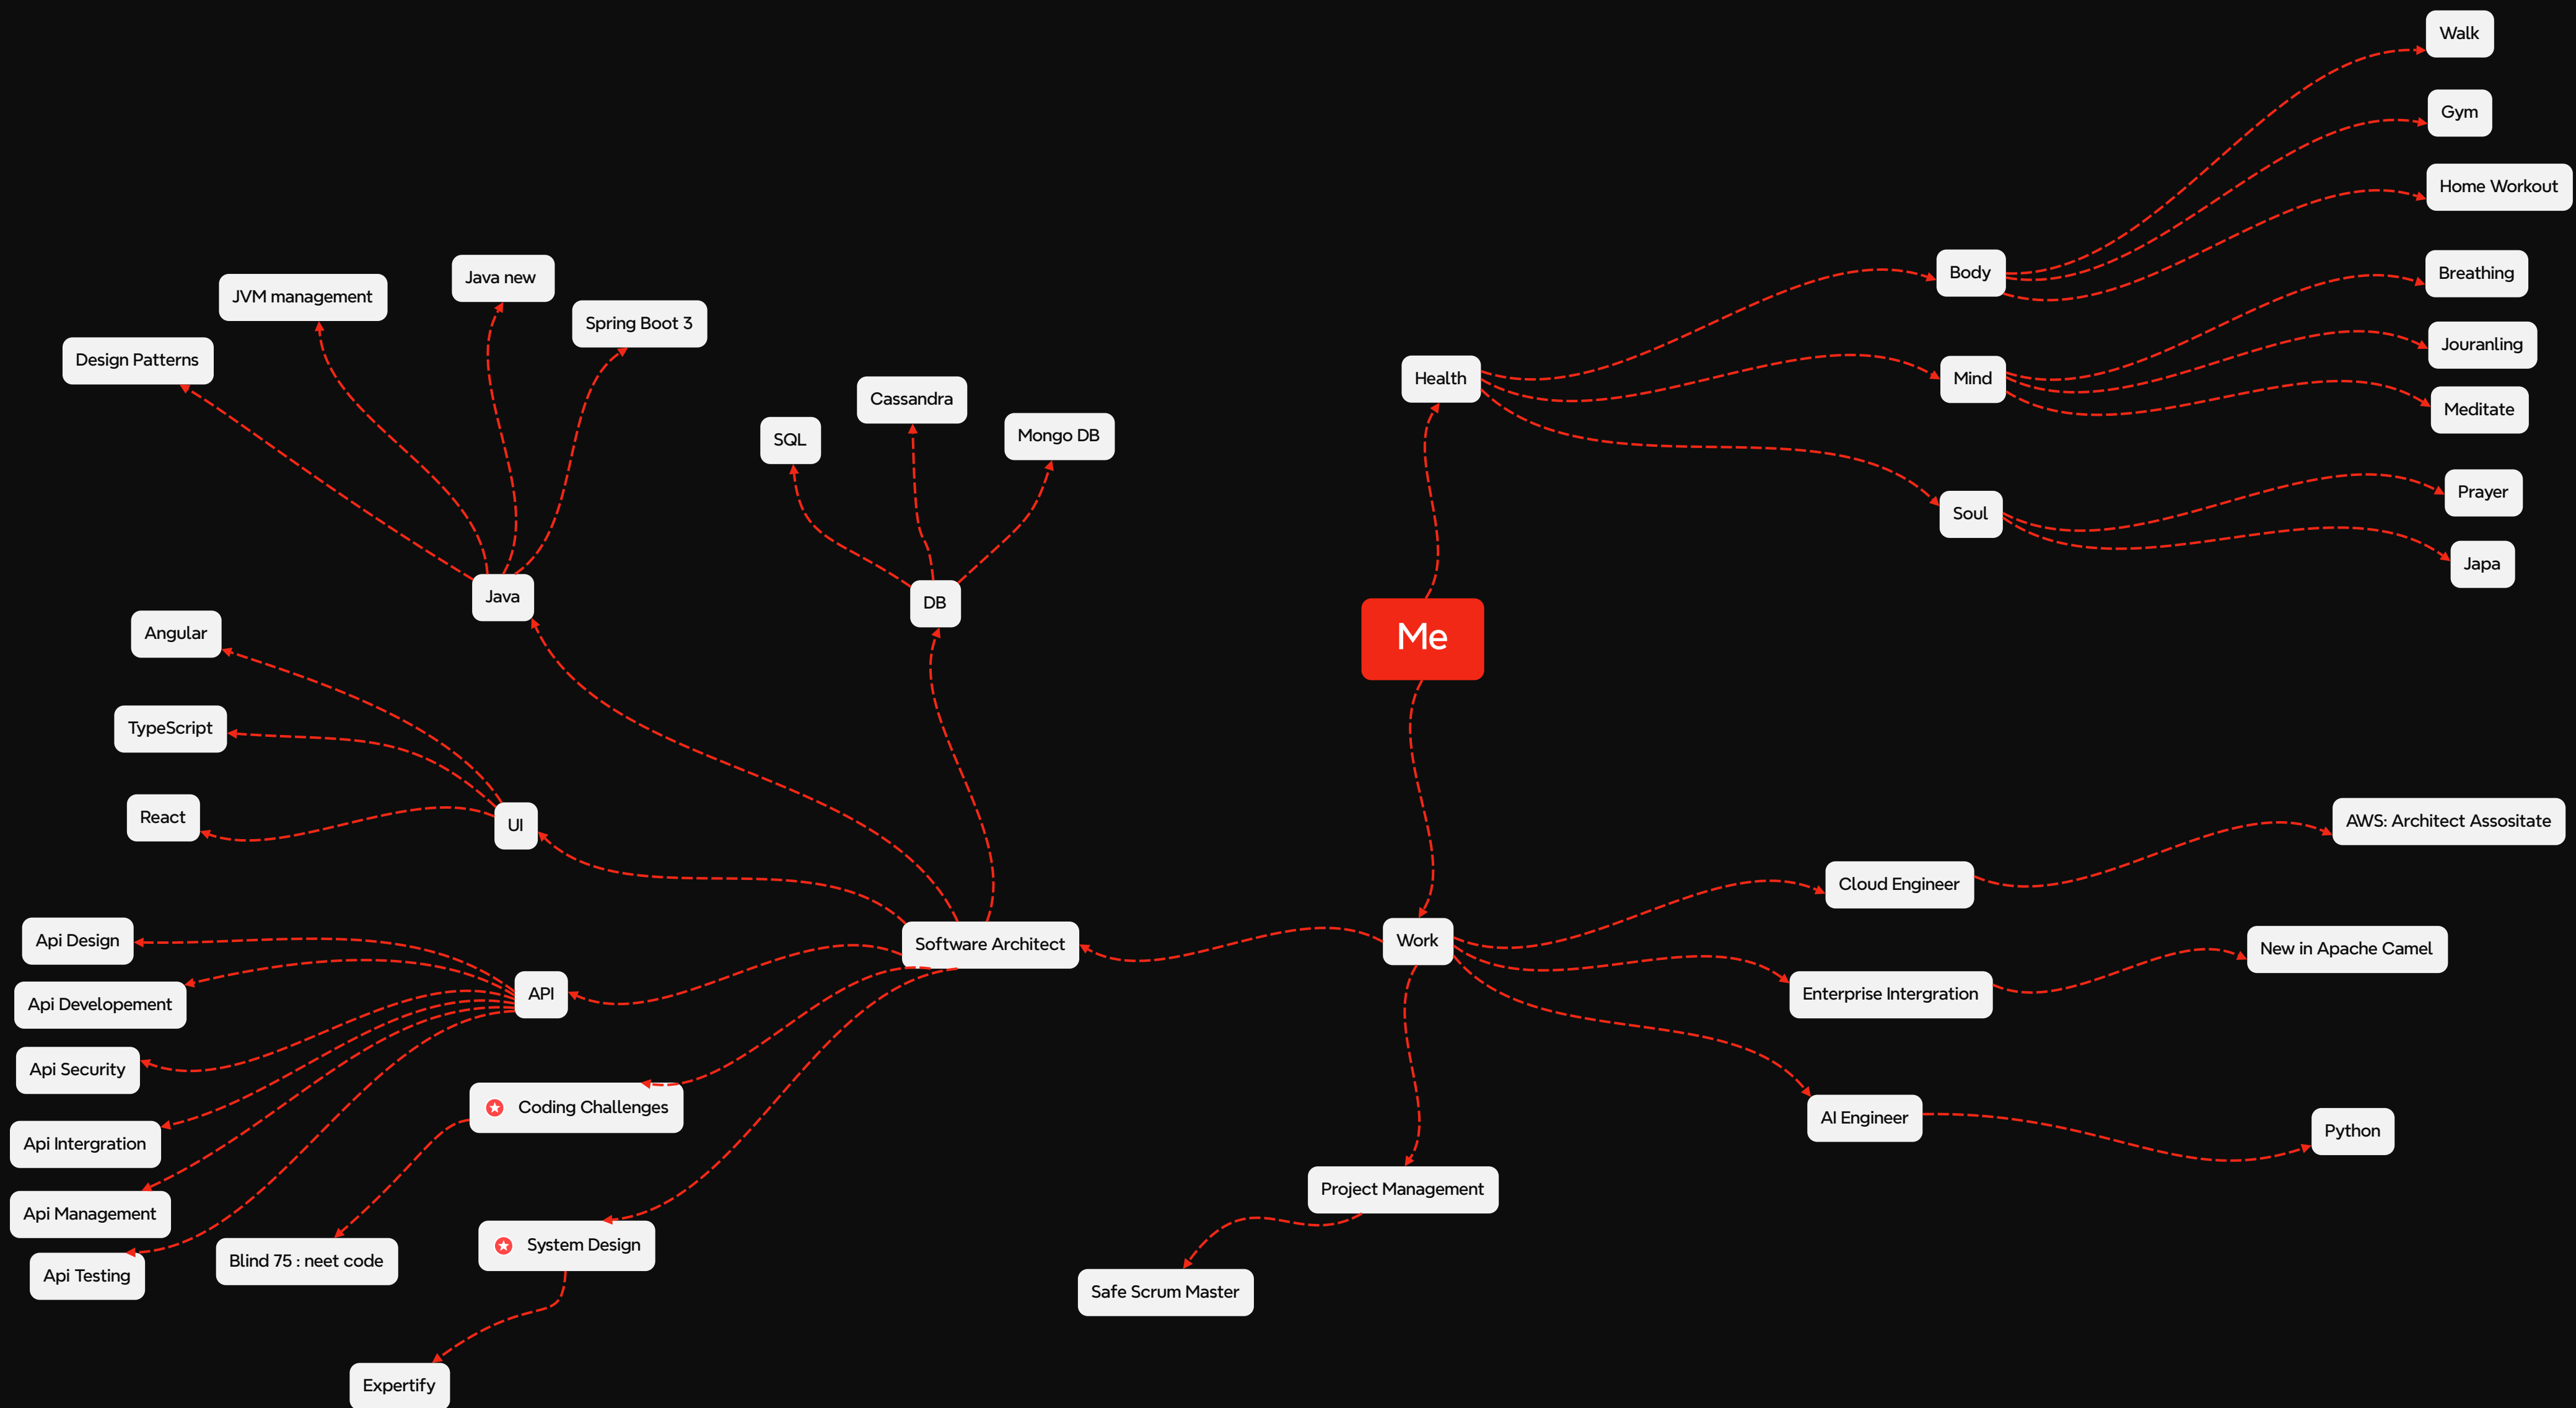 Walk
Gym
Home Workout
Body
Breathing
Jouranling
Meditate
Mind
Health
Soul
Prayer
Japa
Me
Java new
JVM management
Spring Boot 3
Design Patterns
Java
Cassandra
SQL
Mongo DB
DB
Angular
TypeScript
React
UI
Software Architect
Work
Cloud Engineer
AWS: Architect Assositate
Enterprise Intergration
New in Apache Camel
AI Engineer
Python
Project Management
Safe Scrum Master
API
Api Design
Api Developement
Api Security
Api Intergration
Api Management
Api Testing
Coding Challenges
Blind 75 : neet code
System Design
Expertify